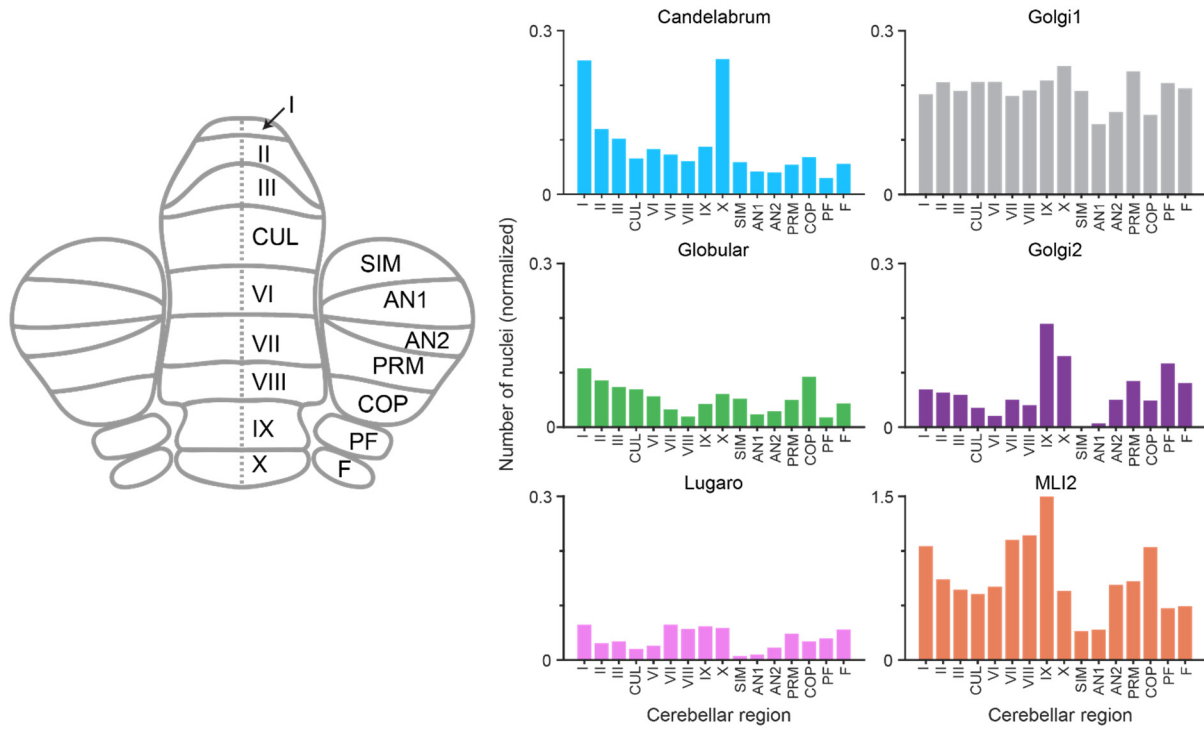 I
II
III
CUL
VI
VII
VIII
IX
X
SIM
AN1
AN2
PRM
COP
PF
F
Number of nuclei (normalized)
Candelabrum
0.3
0
I II III CUL VI VII VIII IX X SIM AN1 AN2 PRM COP PF F
Golgi1
0.3
0
I II III CUL VI VII VIII IX X SIM AN1 AN2 PRM COP PF F
Globular
0.3
0
I II III CUL VI VII VIII IX X SIM AN1 AN2 PRM COP PF F
Golgi2
0.3
0
I II III CUL VI VII VIII IX X SIM AN1 AN2 PRM COP PF F
Lugaro
0.3
0
I II III CUL VI VII VIII IX X SIM AN1 AN2 PRM COP PF F
Cerebellar region
MLI2
1.5
0
I II III CUL VI VII VIII IX X SIM AN1 AN2 PRM COP PF F
Cerebellar region